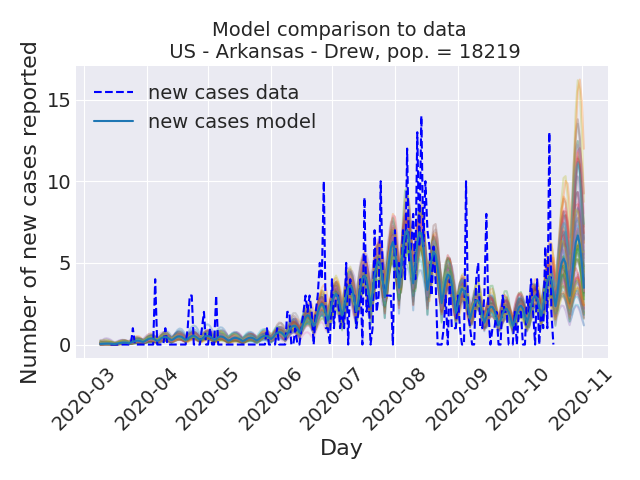 Model comparison to data
US - Arkansas - Drew, pop. = 18219
Number of new cases reported
15
10
5
0
new cases data
new cases model
2020-03
2020-04
2020-05
2020-06
2020-07
2020-08
2020-09
2020-10
2020-11
Day